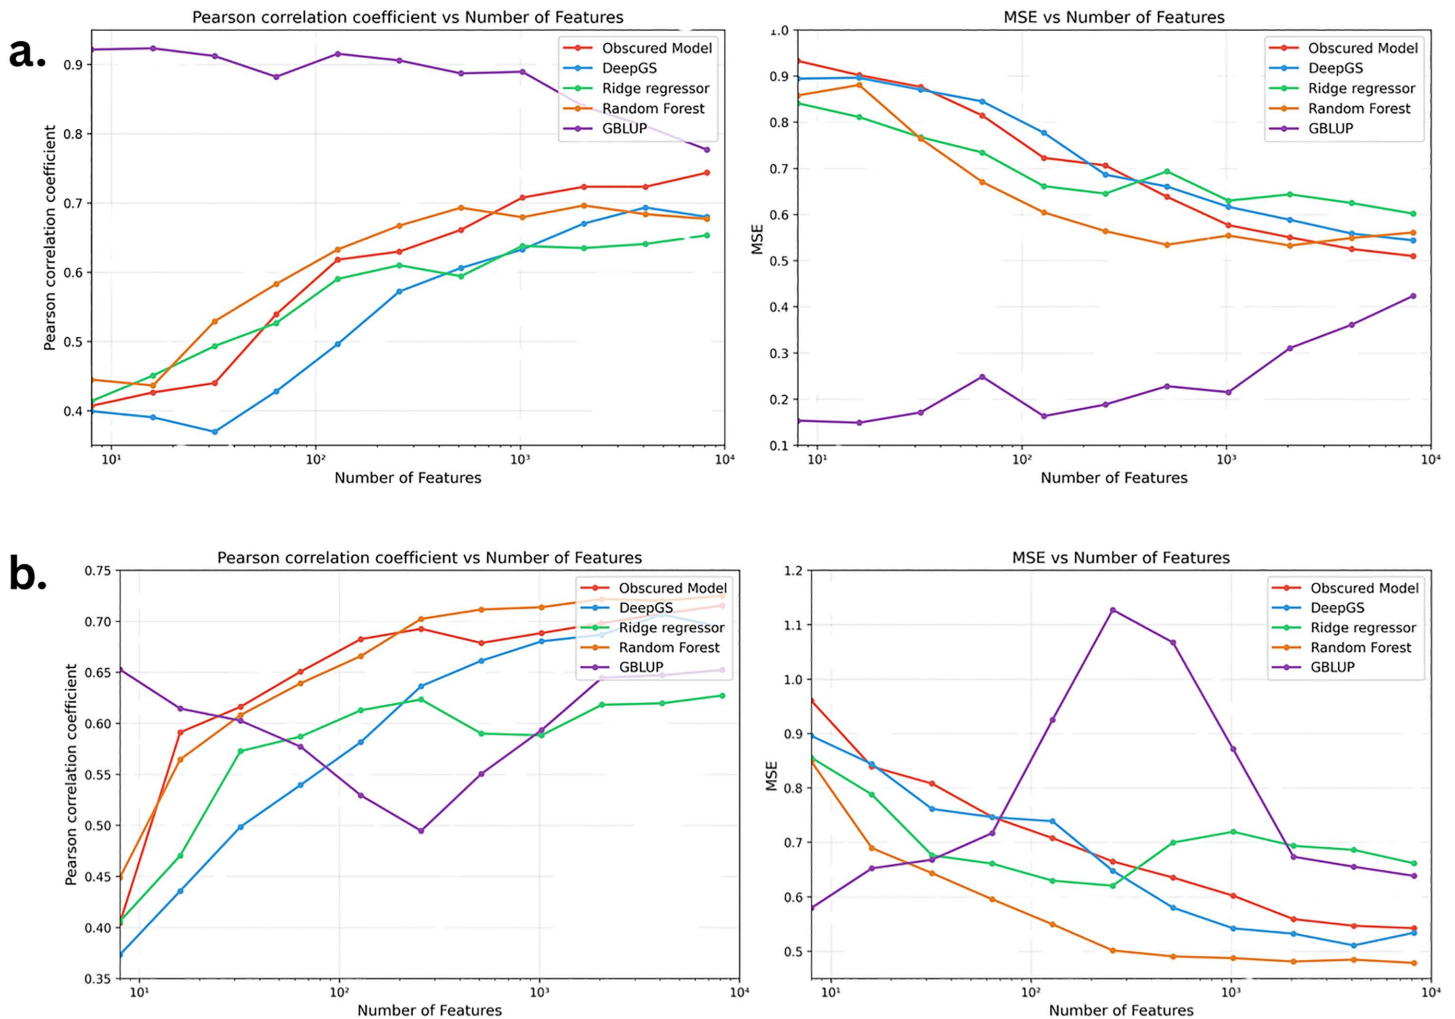 a.
Pearson correlation coefficient vs Number of Features
Pearson correlation coefficient
0.9
0.8
0.7
0.6
0.5
0.4
10¹ 10² 10³ 10⁴
Number of Features
Obscured Model
DeepGS
Ridge regressor
Random Forest
GBLUP
MSE vs Number of Features
MSE
1.0
0.9
0.8
0.7
0.6
0.5
0.4
0.3
0.2
0.1
10¹ 10² 10³ 10⁴
Number of Features
Obscured Model
DeepGS
Ridge regressor
Random Forest
GBLUP
b.
Pearson correlation coefficient vs Number of Features
Pearson correlation coefficient
0.75
0.70
0.65
0.60
0.55
0.50
0.45
0.40
0.35
10¹ 10² 10³ 10⁴
Number of Features
Obscured Model
DeepGS
Ridge regressor
Random Forest
GBLUP
MSE vs Number of Features
MSE
1.2
1.1
1.0
0.9
0.8
0.7
0.6
0.5
10¹ 10² 10³ 10⁴
Number of Features
Obscured Model
DeepGS
Ridge regressor
Random Forest
GBLUP